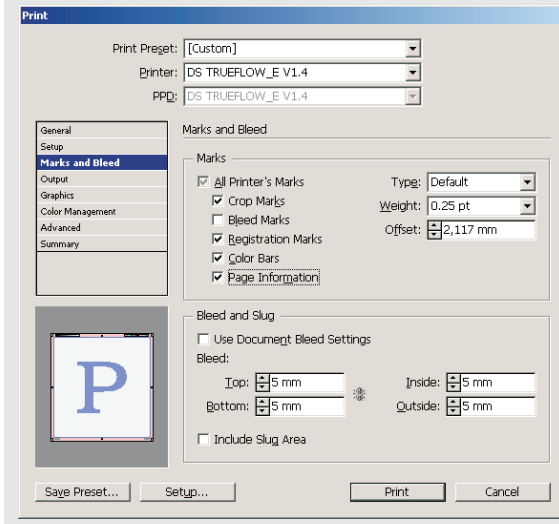 Print
Print Preset: [Custom]
Printer: DS TRUEFLOW_E V1.4
PPD: DS TRUEFLOW_E V1.4
General
Setup
Marks and Bleed
Output
Graphics
Color Management
Advanced
Summary
Marks and Bleed
Marks
All Printer's Marks
Crop Marks
Bleed Marks
Registration Marks
Color Bars
Page Information
Type: Default
Weight: 0.25 pt
Offset: 2,117 mm
P
Bleed and Slug
Use Document Bleed Settings
Bleed:
Top: 5 mm Inside: 5 mm
Bottom: 5 mm Outside: 5 mm
Include Slug Area
Save Preset... Setup... Print Cancel